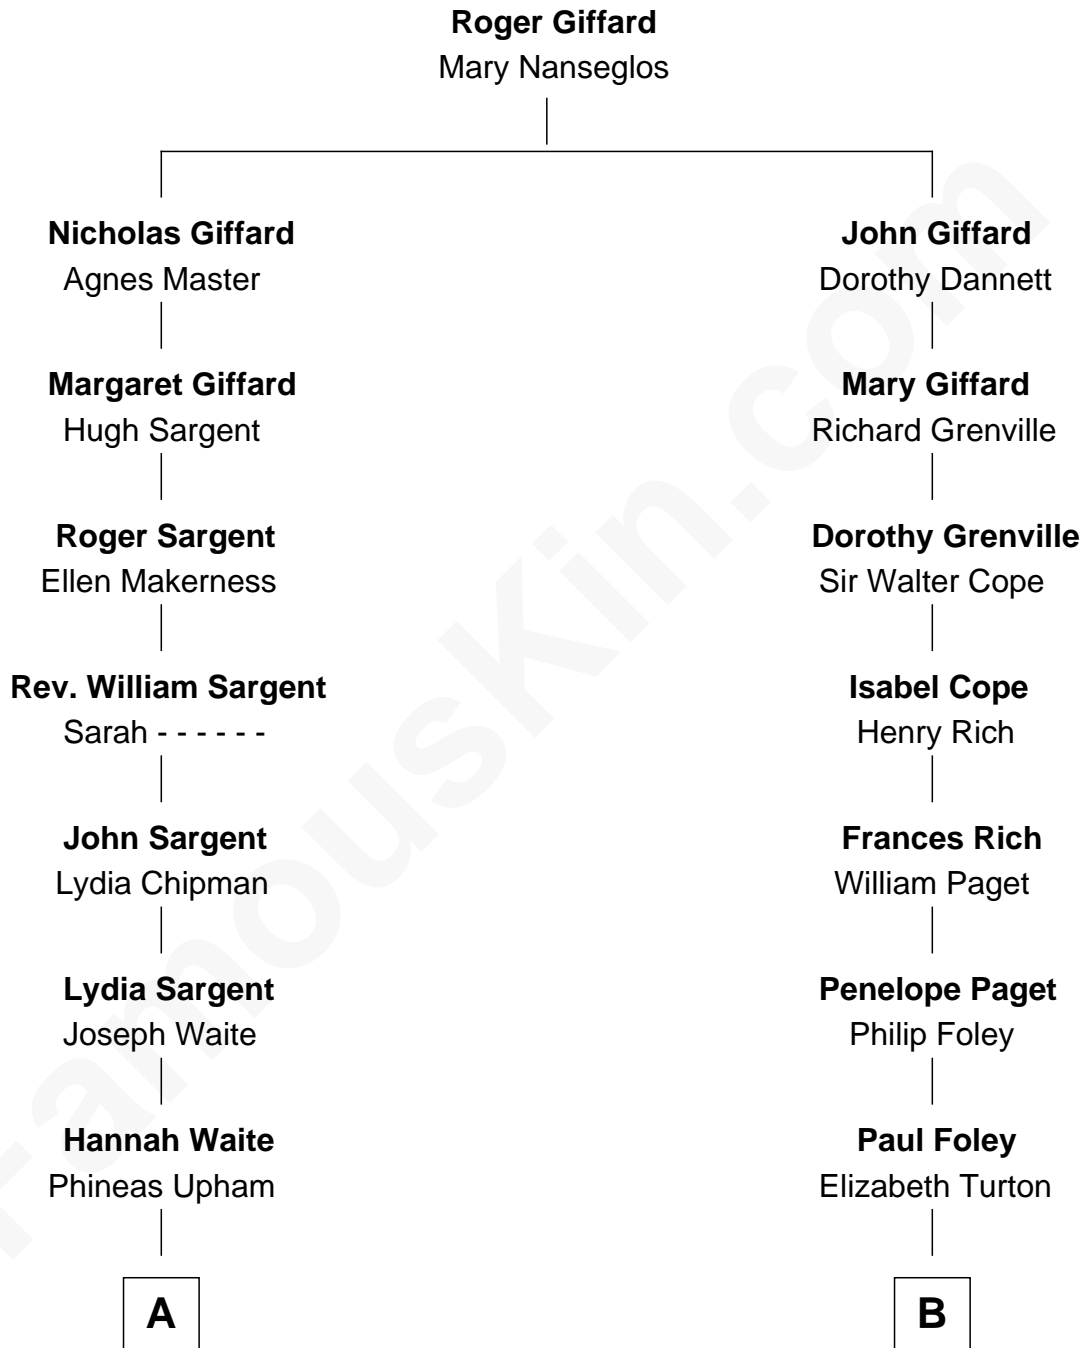 Roger Giffard
Mary Nanseglos
Nicholas Giffard
Agnes Master
John Giffard
Dorothy Dannett
Margaret Giffard
Hugh Sargent
Mary Giffard
Richard Grenville
Roger Sargent
Ellen Makerness
Dorothy Grenville
Sir Walter Cope
Rev. William Sargent
Sarah - - - - - -
Isabel Cope
Henry Rich
John Sargent
Lydia Chipman
Frances Rich
William Paget
Lydia Sargent
Joseph Waite
Penelope Paget
Philip Foley
Hannah Waite
Phineas Upham
Paul Foley
Elizabeth Turton
A
B
FamousKin.com